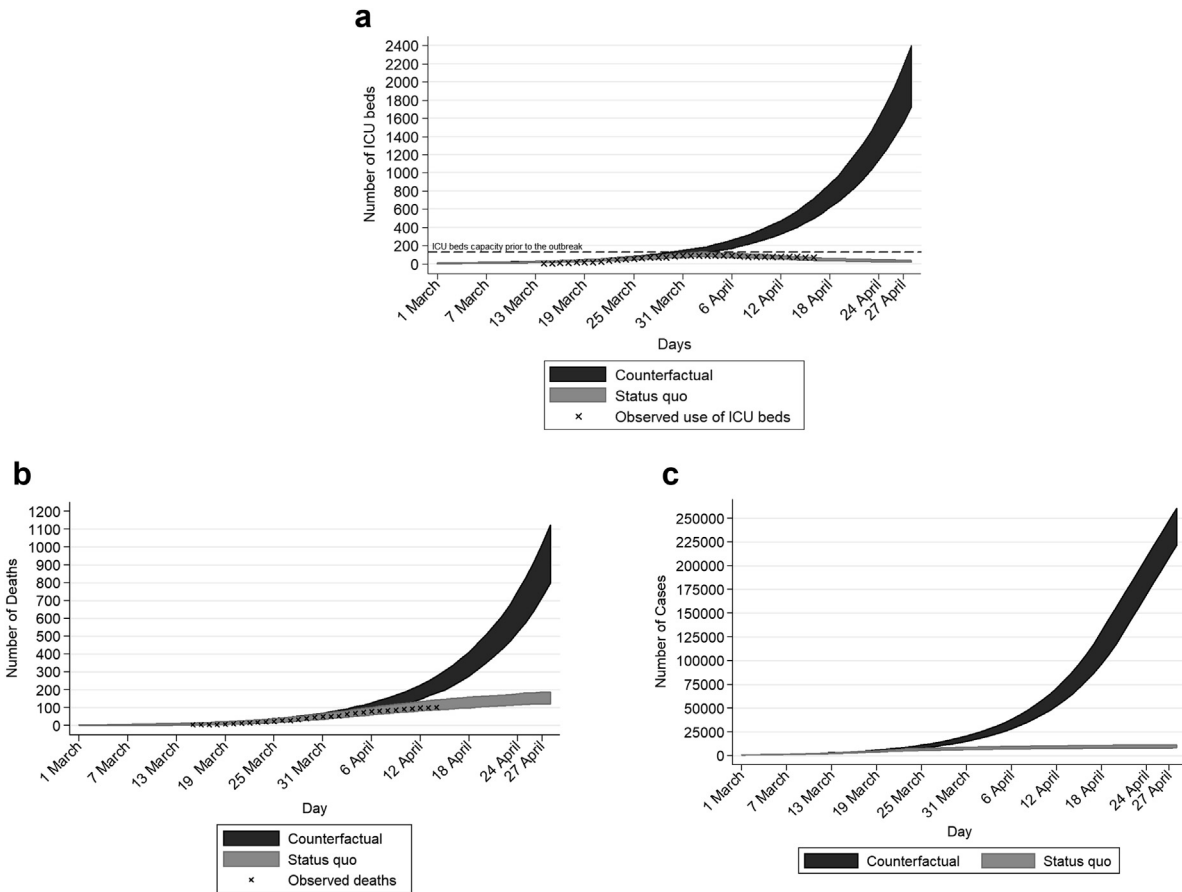 a
Number of ICU beds
2400
2200
2000
1800
1600
1400
1200
1000
800
600
400
200
0
ICU beds capacity prior to the outbreak
1 March
7 March
13 March
19 March
25 March
31 March
6 April
12 April
18 April
24 April
27 April
Days
Counterfactual
Status quo
Observed use of ICU beds
b
Number of Deaths
1200
1100
1000
900
800
700
600
500
400
300
200
100
0
1 March
7 March
13 March
19 March
25 March
31 March
6 April
12 April
18 April
24 April
27 April
Day
Counterfactual
Status quo
Observed deaths
c
Number of Cases
250000
225000
200000
175000
150000
125000
100000
75000
50000
25000
0
1 March
7 March
13 March
19 March
25 March
31 March
6 April
12 April
18 April
24 April
27 April
Day
Counterfactual
Status quo